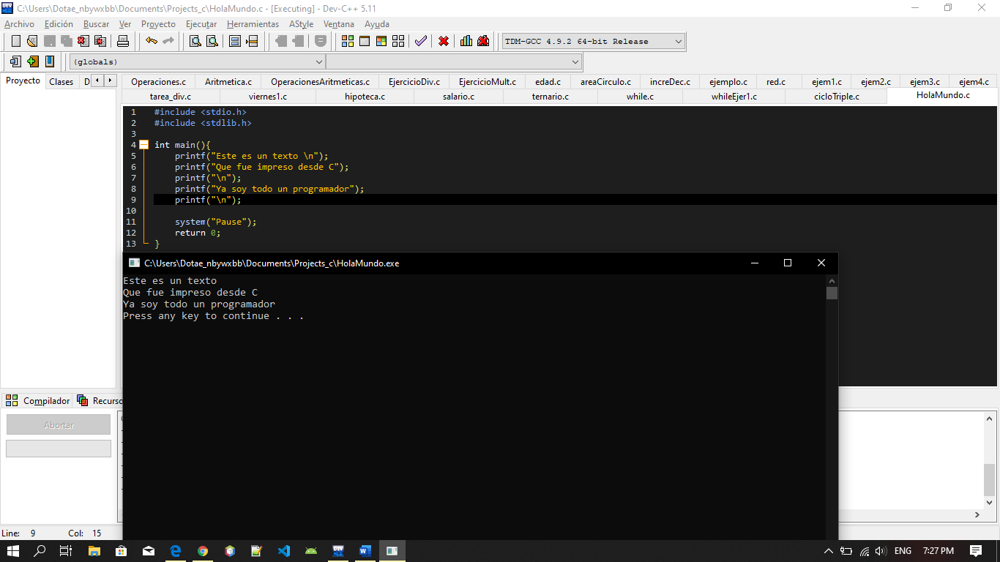 C:\Users\Dotae_nbywxbb\Documents\Projects_c\HolaMundo.c - [Executing] - Dev-C++ 5.11
Archivo Edición Buscar Ver Proyecto Ejecutar Herramientas AStyle Ventana Ayuda
TDM-GCC 4.9.2 64-bit Release
(globals)
Proyecto Clases D
Operaciones.c Aritmetica.c OperacionesAritmeticas.c EjercicioDiv.c EjercicioMult.c edad.c areaCirculo.c increDec.c ejemplo.c red.c ejem1.c ejem2.c ejem3.c ejem4.c
tarea_div.c viernes1.c hipoteca.c salario.c ternario.c while.c whileEjer1.c cicloTriple.c HolaMundo.c
1 #include <stdio.h>
2 #include <stdlib.h>
3
4 int main(){
5 printf("Este es un texto \n");
6 printf("Que fue impreso desde C");
7 printf("\n");
8 printf("Ya soy todo un programador");
9 printf("\n");
10
11 system("Pause");
12 return 0;
13 }
C:\Users\Dotae_nbywxbb\Documents\Projects_c\HolaMundo.exe
Este es un texto
Que fue impreso desde C
Ya soy todo un programador
Press any key to continue . . .
Compilador Recurso
Abortar
Line: 9 Col: 15
ENG 7:27 PM